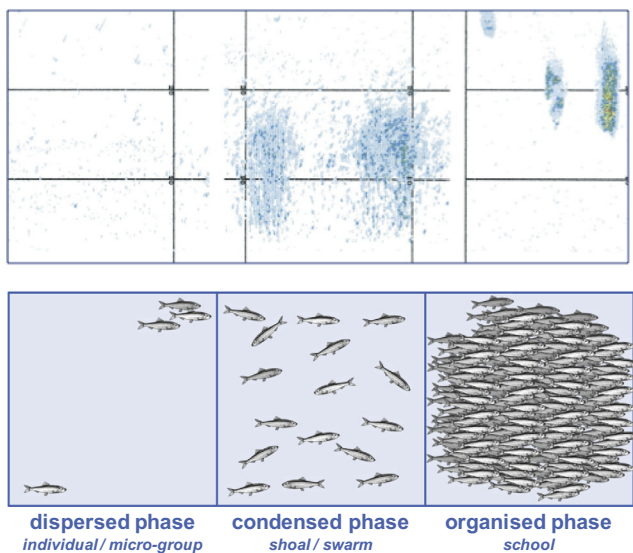 dispersed phase
individual / micro-group
condensed phase
shoal / swarm
organised phase
school